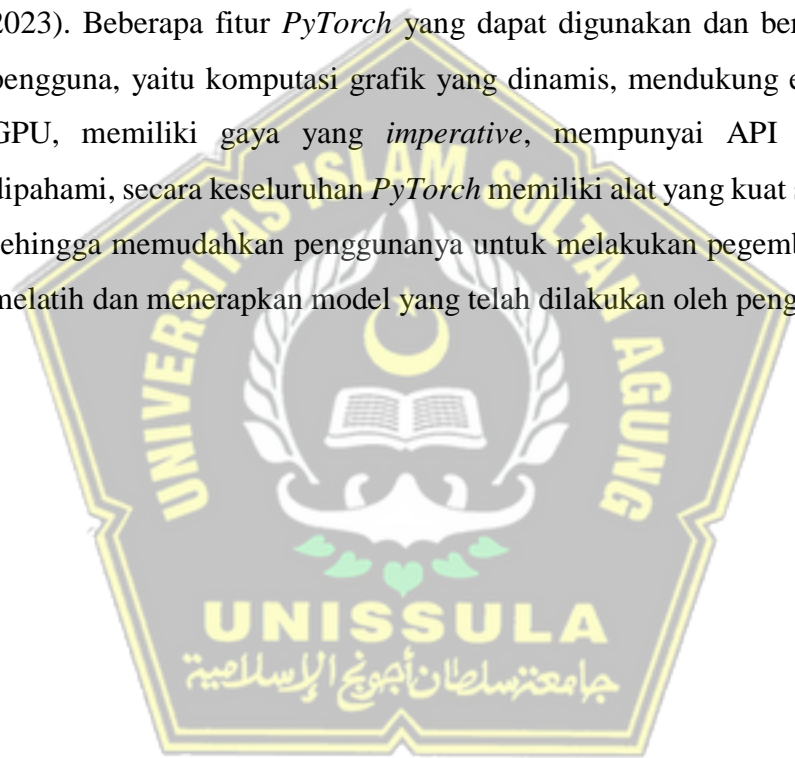 2023). Beberapa fitur PyTorch yang dapat digunakan dan ber
pengguna, yaitu komputasi grafik yang dinamis, mendukung e
GPU, memiliki gaya yang imperative, mempunyai API
dipahami, secara keseluruhan PyTorch memiliki alat yang kuat s
sehingga memudahkan penggunanya untuk melakukan pegemb
melatih dan menerapkan model yang telah dilakukan oleh peng
UNIVERSITAS ISLAM SULTAN AGUNG
UNISSULA
جامعة سلطان أجونج الإسلامية